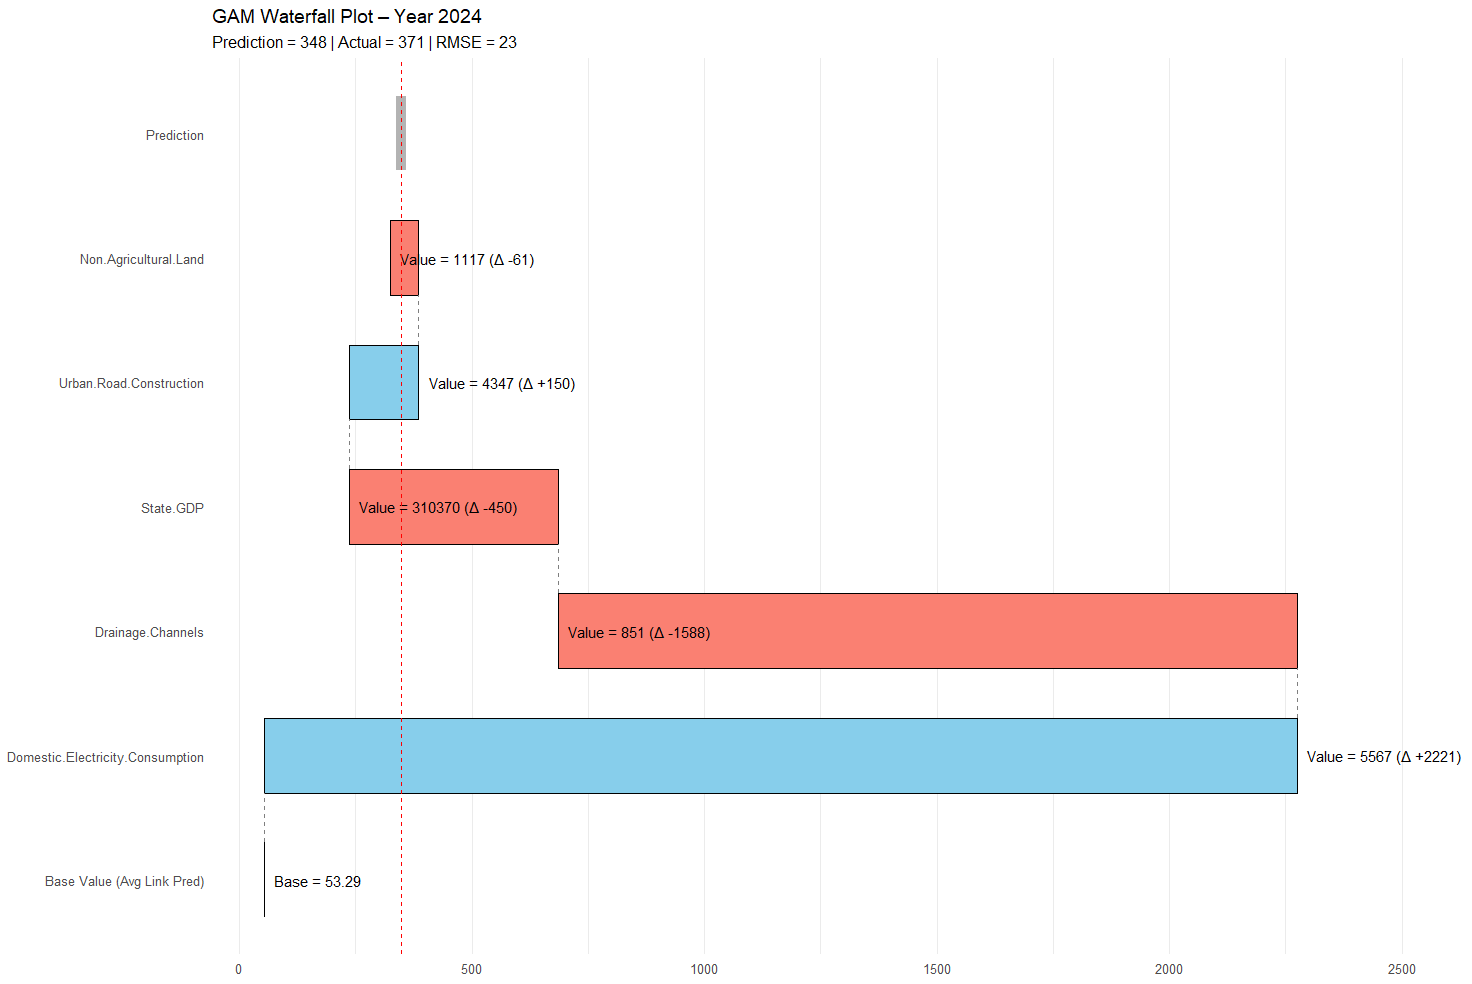 GAM Waterfall Plot – Year 2024
Prediction = 348 | Actual = 371 | RMSE = 23
Prediction
Non.Agricultural.Land
Value = 1117 (Δ -61)
Urban.Road.Construction
Value = 4347 (Δ +150)
State.GDP
Value = 310370 (Δ -450)
Drainage.Channels
Value = 851 (Δ -1588)
Domestic.Electricity.Consumption
Value = 5567 (Δ +2221)
Base Value (Avg Link Pred)
Base = 53.29
0 500 1000 1500 2000 2500